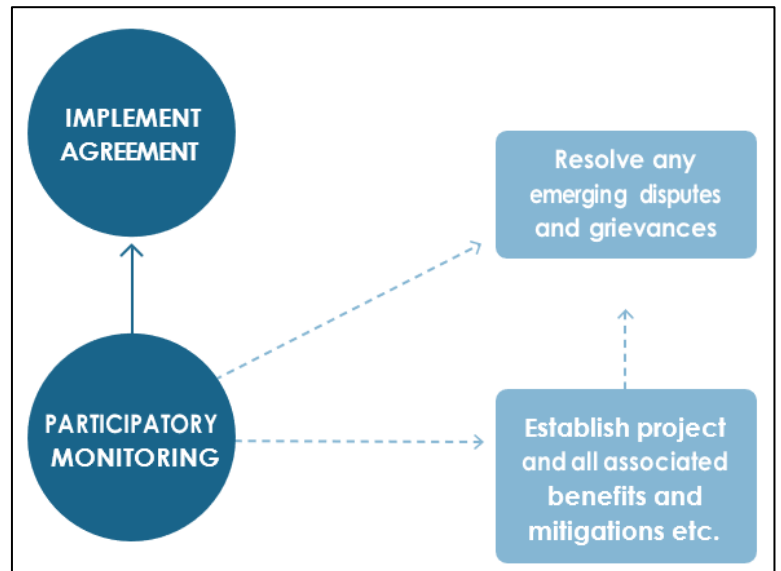 IMPLEMENT
AGREEMENT
Resolve any
emerging disputes
and grievances
PARTICIPATORY
MONITORING
Establish project
and all associated
benefits and
mitigations etc.